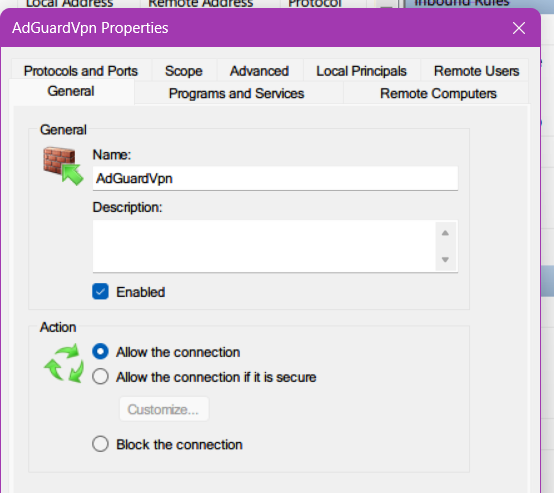 Local Address Remote Address Protocol Inbound Rules
AdGuardVpn Properties
Protocols and Ports Scope Advanced Local Principals Remote Users
General Programs and Services Remote Computers
General
Name:
AdGuardVpn
Description:
Enabled
Action
Allow the connection
Allow the connection if it is secure
Customize...
Block the connection